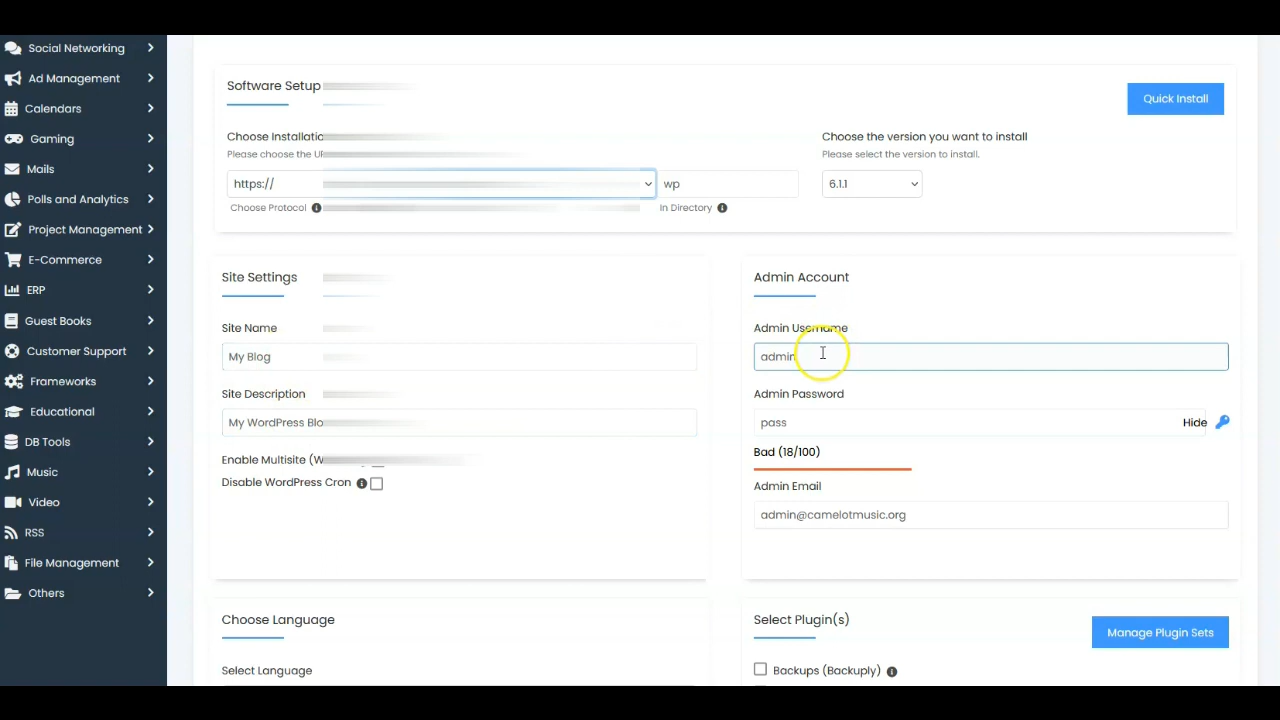 Social Networking
Ad Management
Calendars
Gaming
Mails
Polls and Analytics
Project Management
E-Commerce
ERP
Guest Books
Customer Support
Frameworks
Educational
DB Tools
Music
Video
RSS
File Management
Others
Software Setup
Quick Install
Choose Installatio
Please choose the
https://
Choose Protocol
wp
In Directory
Choose the version you want to install
Please select the version to install.
6.1.1
Site Settings
Site Name
My Blog
Site Description
My WordPress Blo
Enable Multisite (W
Disable WordPress Cron
Admin Account
Admin Username
admin
Admin Password
pass
Hide
Bad (18/100)
Admin Email
admin@camelotmusic.org
Choose Language
Select Language
Select Plugin(s)
Manage Plugin Sets
Backups (Backuply)